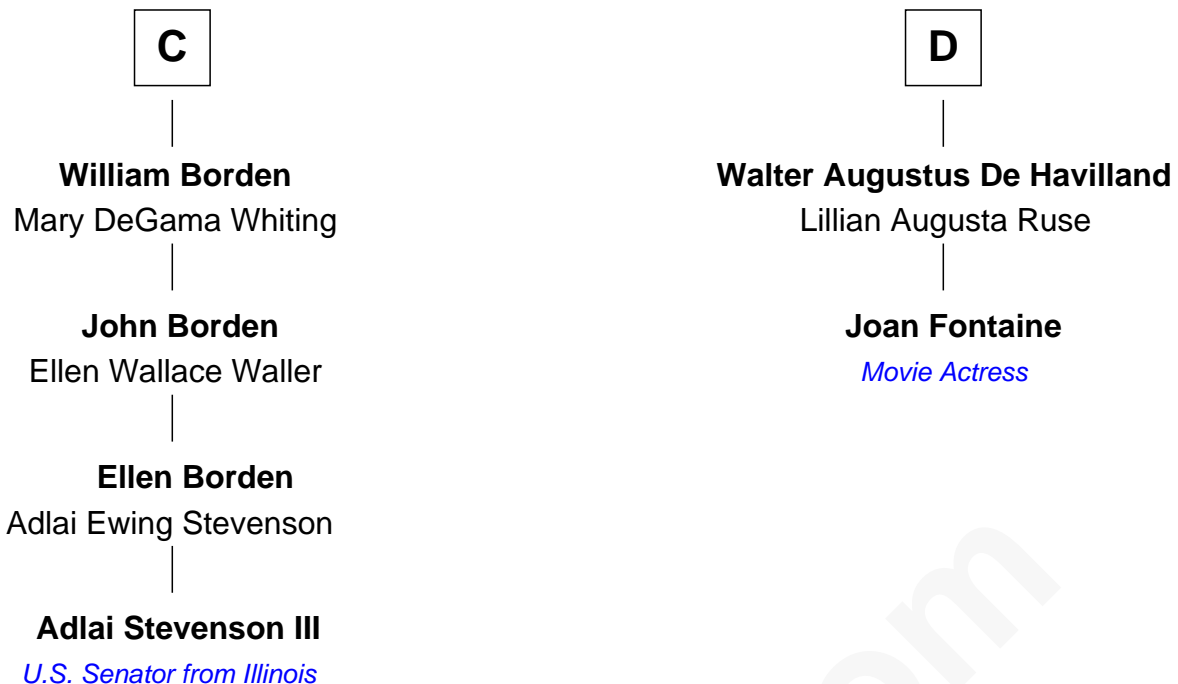 C
William Borden
Mary DeGama Whiting
John Borden
Ellen Wallace Waller
Ellen Borden
Adlai Ewing Stevenson
Adlai Stevenson III
U.S. Senator from Illinois
D
Walter Augustus De Havilland
Lillian Augusta Ruse
Joan Fontaine
Movie Actress
om